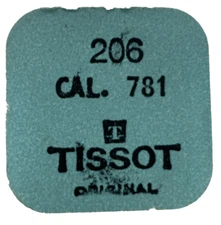 206
CAL. 781
T
TISSOT
ORIGINAL